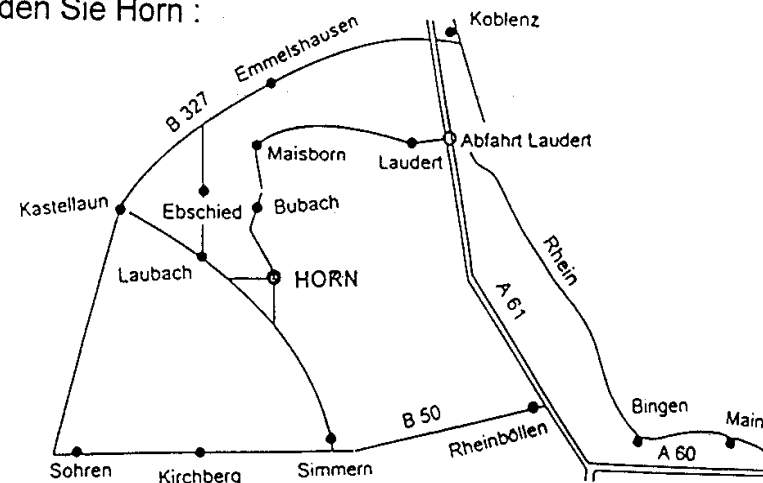 den Sie Horn :
Koblenz
Emmelshausen
B 327
Abfahrt Laudert
Maisborn
Laudert
Kastellaun
Ebschied
Bubach
Rhein
Laubach
HORN
A 61
Bingen
Main
B 50
Rheinböllen
A 60
Sohren
Kirchberg
Simmern